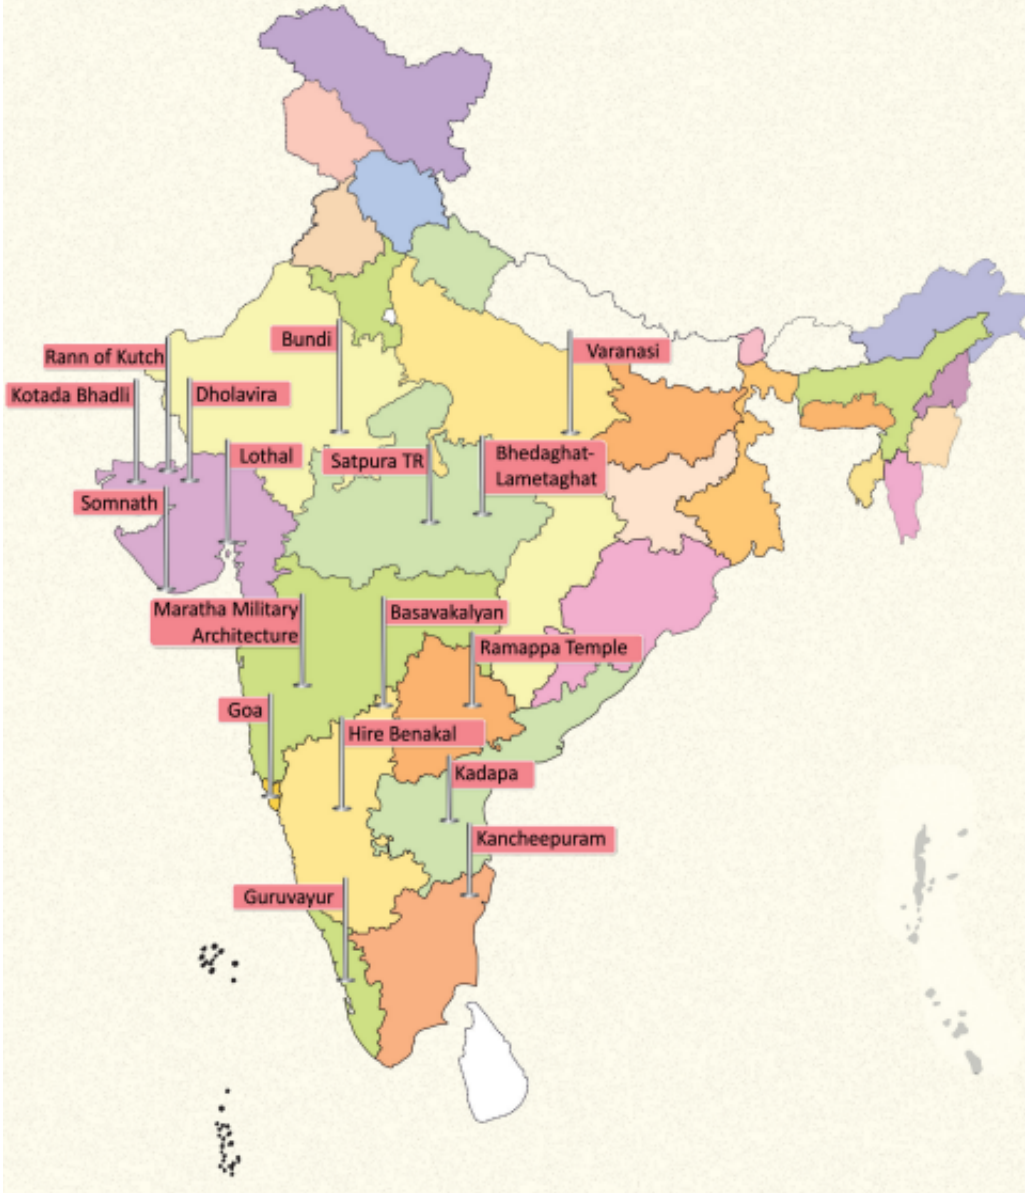 Bundi
Varanasi
Rann of Kutch
Kotada Bhadli
Dholavira
Lothal
Satpura TR
Bhedaghat-
Lametaghat
Somnath
Maratha Military
Architecture
Basavakalyan
Ramappa Temple
Goa
Hire Benakal
Kadapa
Kancheepuram
Guruvayur